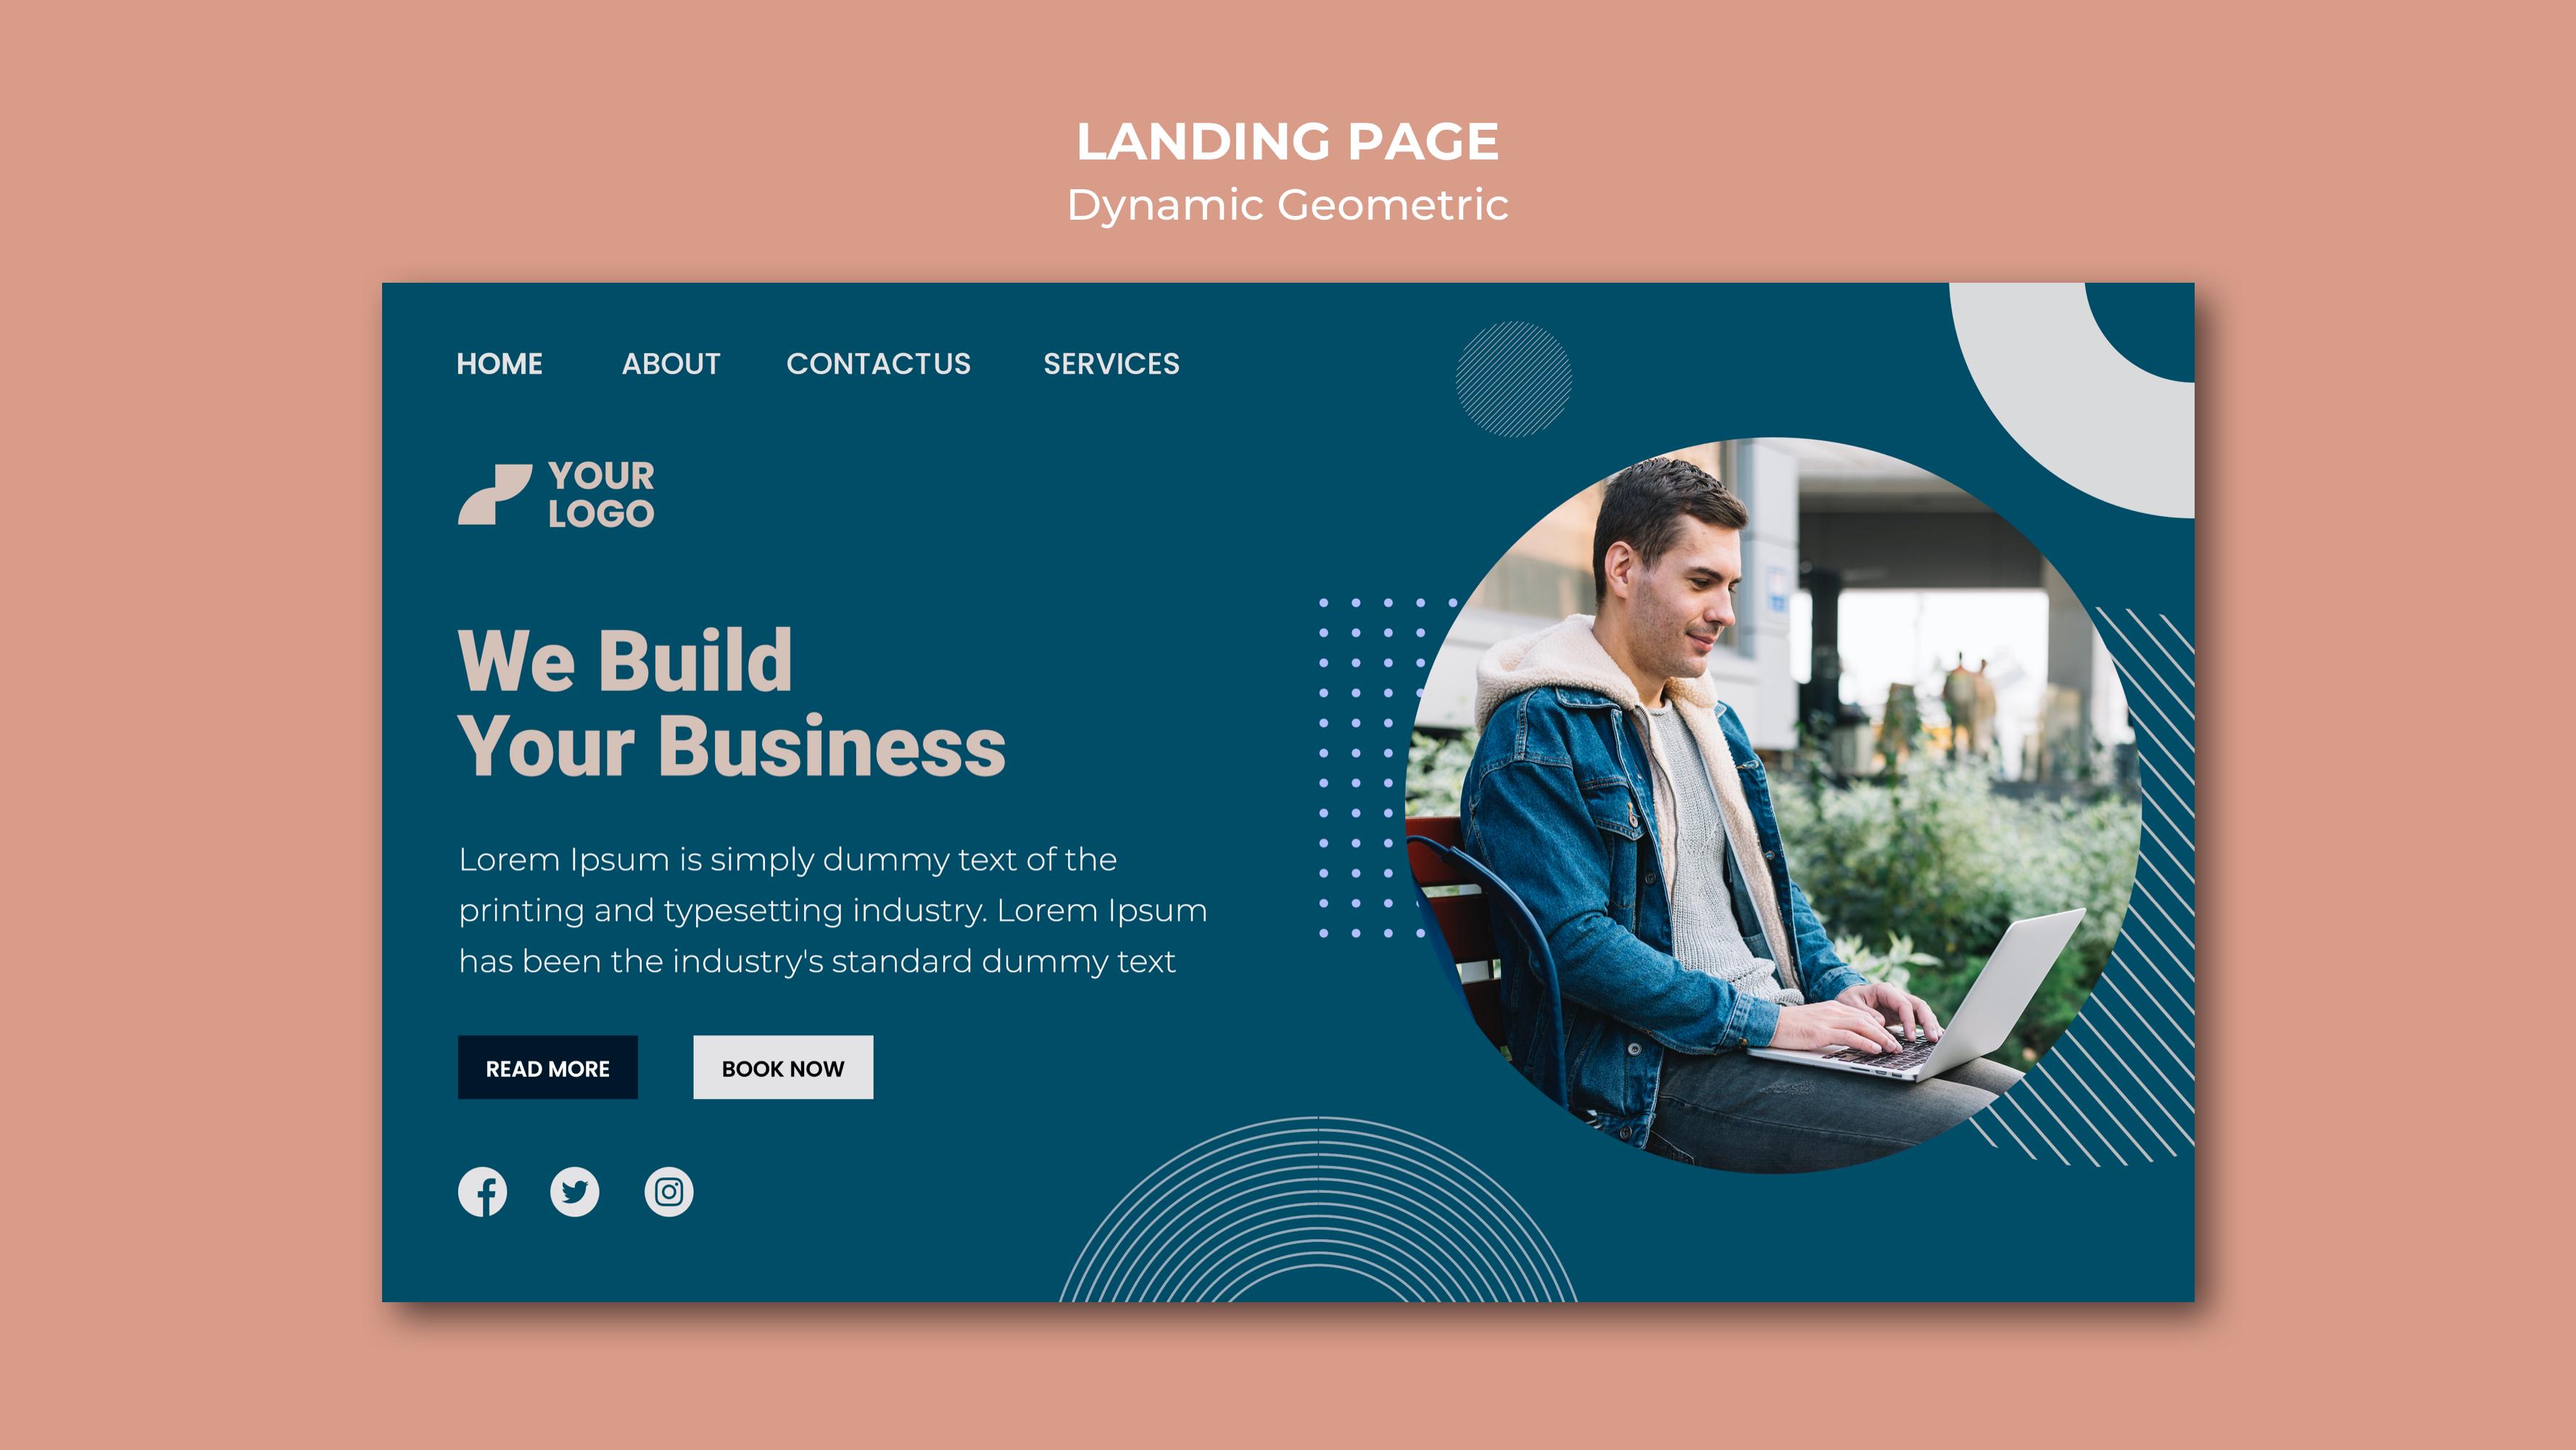 LANDING PAGE
Dynamic Geometric
HOME ABOUT CONTACT US SERVICES
YOUR
LOGO
We Build
Your Business
Lorem Ipsum is simply dummy text of the
printing and typesetting industry. Lorem Ipsum
has been the industry's standard dummy text
READ MORE BOOK NOW